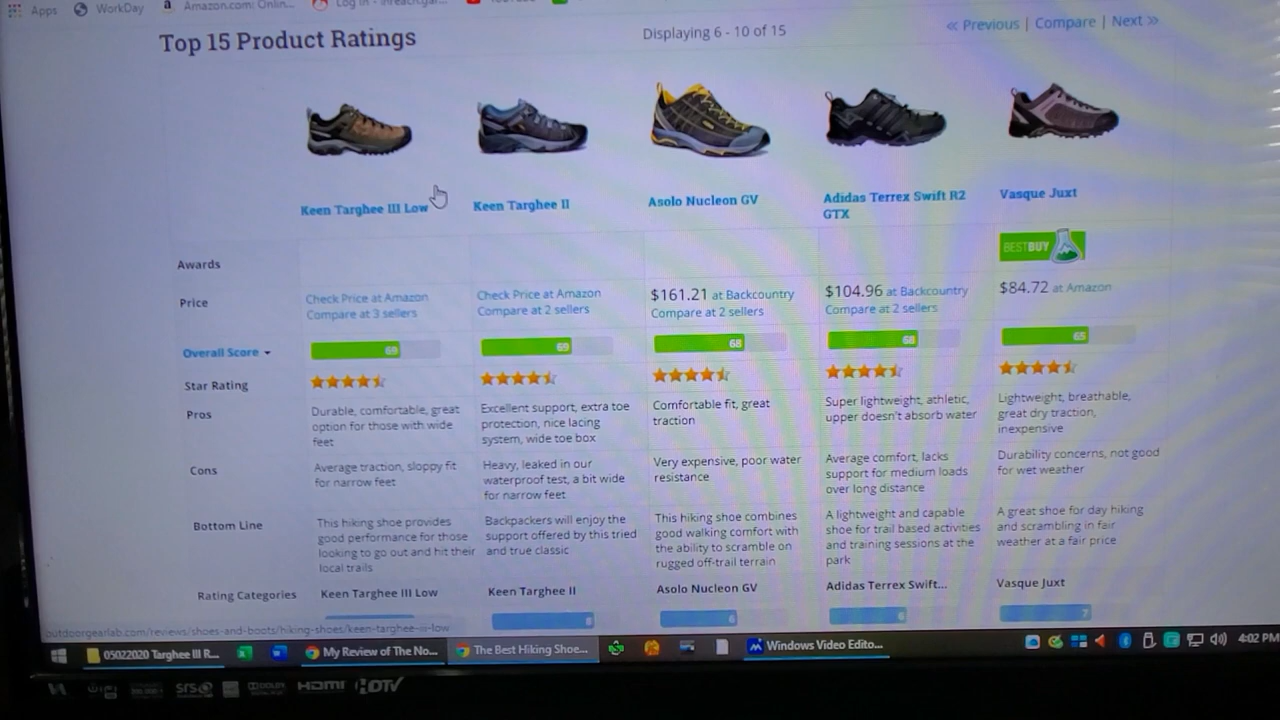 Apps
WorkDay
Amazon.com: Onlin...
Top 15 Product Ratings
Displaying 6 - 10 of 15
« Previous | Compare | Next »
Keen Targhee III Low
Keen Targhee II
Asolo Nucleon GV
Adidas Terrex Swift R2
GTX
Vasque Juxt
Awards
BESTBUY
Price
Check Price at Amazon
Compare at 3 sellers
Check Price at Amazon
Compare at 2 sellers
$161.21 at Backcountry
Compare at 2 sellers
$104.96 at Backcountry
Compare at 2 sellers
$84.72 at Amazon
Overall Score
69
69
68
68
65
Star Rating
Pros
Durable, comfortable, great
option for those with wide
feet
Excellent support, extra toe
protection, nice lacing
system, wide toe box
Comfortable fit, great
traction
Super lightweight, athletic,
upper doesn't absorb water
Lightweight, breathable,
great dry traction,
inexpensive
Cons
Average traction, sloppy fit
for narrow feet
Heavy, leaked in our
waterproof test, a bit wide
for narrow feet
Very expensive, poor water
resistance
Average comfort, lacks
support for medium loads
over long distance
Durability concerns, not good
for wet weather
Bottom Line
This hiking shoe provides
good performance for those
looking to go out and hit their
local trails
Backpackers will enjoy the
support offered by this tried
and true classic
This hiking shoe combines
good walking comfort with
the ability to scramble on
rugged off-trail terrain
A lightweight and capable
shoe for trail based activities
and training sessions at the
park
A great shoe for day hiking
and scrambling in fair
weather at a fair price
Rating Categories
Keen Targhee III Low
Keen Targhee II
Asolo Nucleon GV
Adidas Terrex Swift...
Vasque Juxt
8
6
6
7
outdoorgearlab.com/reviews/shoes-and-boots/hiking-shoes/keen-targhee-iii-low
05022020 Targhee III R...
My Review of The No...
The Best Hiking Shoe...
Windows Video Edito...
4:02 PM
SRS
HDMI
HDTV